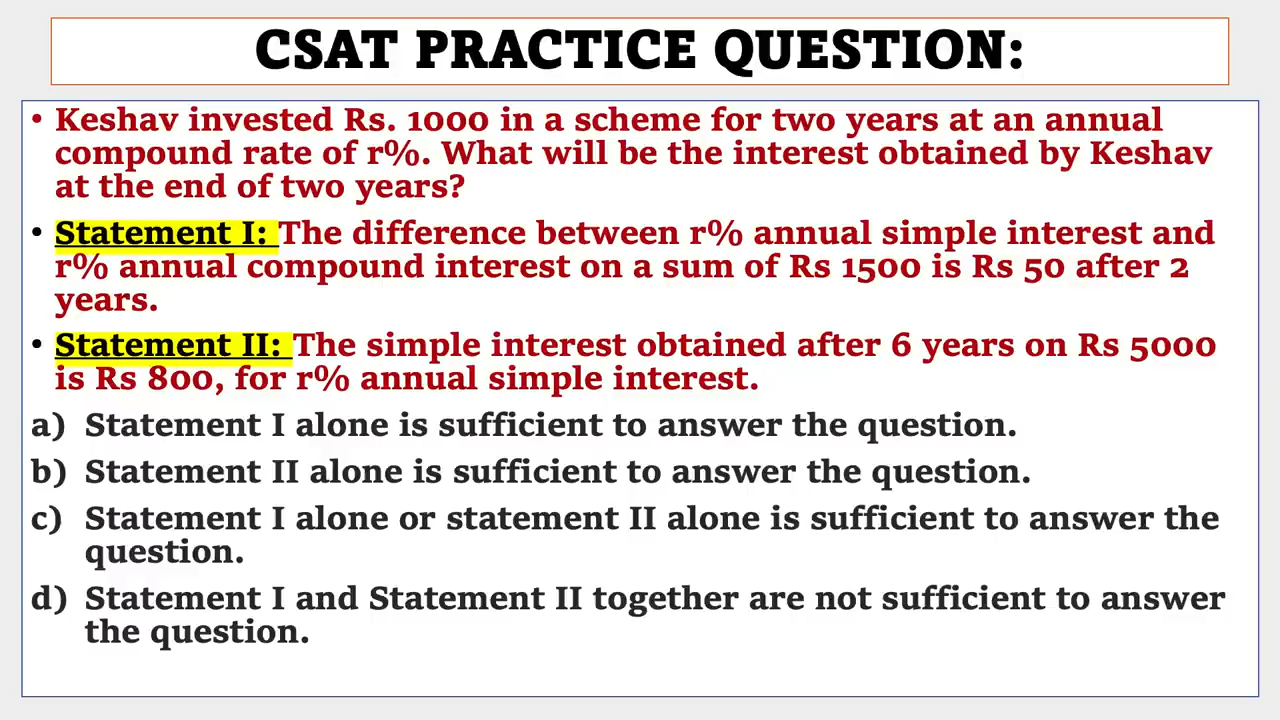 CSAT PRACTICE QUESTION:
• Keshav invested Rs. 1000 in a scheme for two years at an annual
compound rate of r%. What will be the interest obtained by Keshav
at the end of two years?
• Statement I: The difference between r% annual simple interest and
r% annual compound interest on a sum of Rs 1500 is Rs 50 after 2
years.
• Statement II: The simple interest obtained after 6 years on Rs 5000
is Rs 800, for r% annual simple interest.
a) Statement I alone is sufficient to answer the question.
b) Statement II alone is sufficient to answer the question.
c) Statement I alone or statement II alone is sufficient to answer the
question.
d) Statement I and Statement II together are not sufficient to answer
the question.